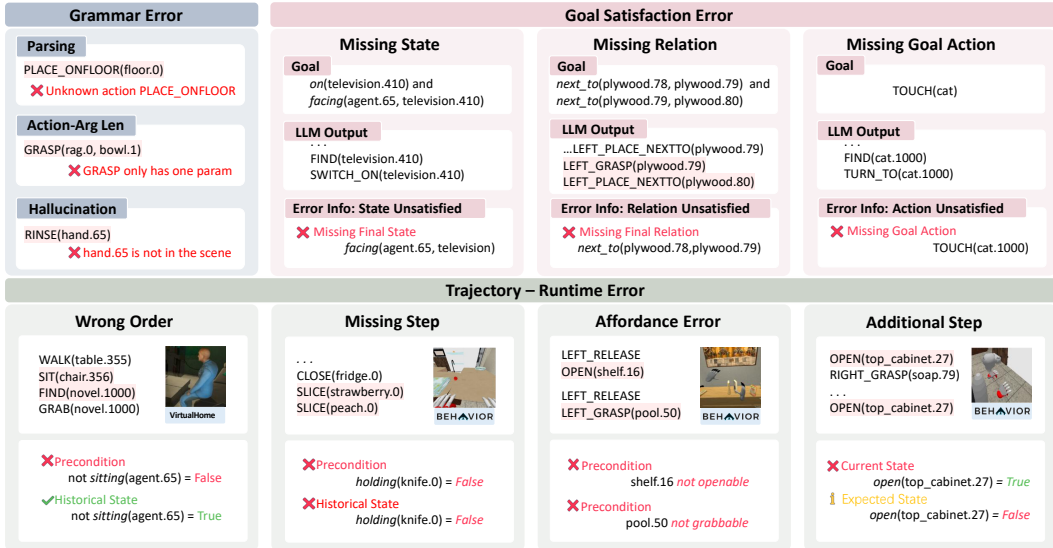 Grammar Error
Parsing
PLACE_ONFLOOR(floor.0)
Unknown action PLACE_ONFLOOR
Action-Arg Len
GRASP(rag.0, bowl.1)
GRASP only has one param
Hallucination
RINSE(hand.65)
hand.65 is not in the scene
Goal Satisfaction Error
Missing State
Goal
on(television.410) and
facing(agent.65, television.410)
LLM Output
. . .
FIND(television.410)
SWITCH_ON(television.410)
Error Info: State Unsatisfied
Missing Final State
facing(agent.65, television)
Missing Relation
Goal
next_to(plywood.78, plywood.79) and
next_to(plywood.79, plywood.80)
LLM Output
...LEFT_PLACE_NEXTTO(plywood.79)
LEFT_GRASP(plywood.79)
LEFT_PLACE_NEXTTO(plywood.80)
Error Info: Relation Unsatisfied
Missing Final Relation
next_to(plywood.78,plywood.79)
Missing Goal Action
Goal
TOUCH(cat)
LLM Output
. . .
FIND(cat.1000)
TURN_TO(cat.1000)
Error Info: Action Unsatisfied
Missing Goal Action
TOUCH(cat.1000)
Trajectory – Runtime Error
Wrong Order
WALK(table.355)
SIT(chair.356)
FIND(novel.1000)
GRAB(novel.1000)
VirtualHome
Precondition
not sitting(agent.65) = False
Historical State
not sitting(agent.65) = True
Missing Step
. . .
CLOSE(fridge.0)
SLICE(strawberry.0)
SLICE(peach.0)
BEHAVIOR
Precondition
holding(knife.0) = False
Historical State
holding(knife.0) = False
Affordance Error
LEFT_RELEASE
OPEN(shelf.16)
LEFT_RELEASE
LEFT_GRASP(pool.50)
BEHAVIOR
Precondition
shelf.16 not openable
Precondition
pool.50 not grabbable
Additional Step
OPEN(top_cabinet.27)
RIGHT_GRASP(soap.79)
...
OPEN(top_cabinet.27)
BEHAVIOR
Current State
open(top_cabinet.27) = True
Expected State
open(top_cabinet.27) = False